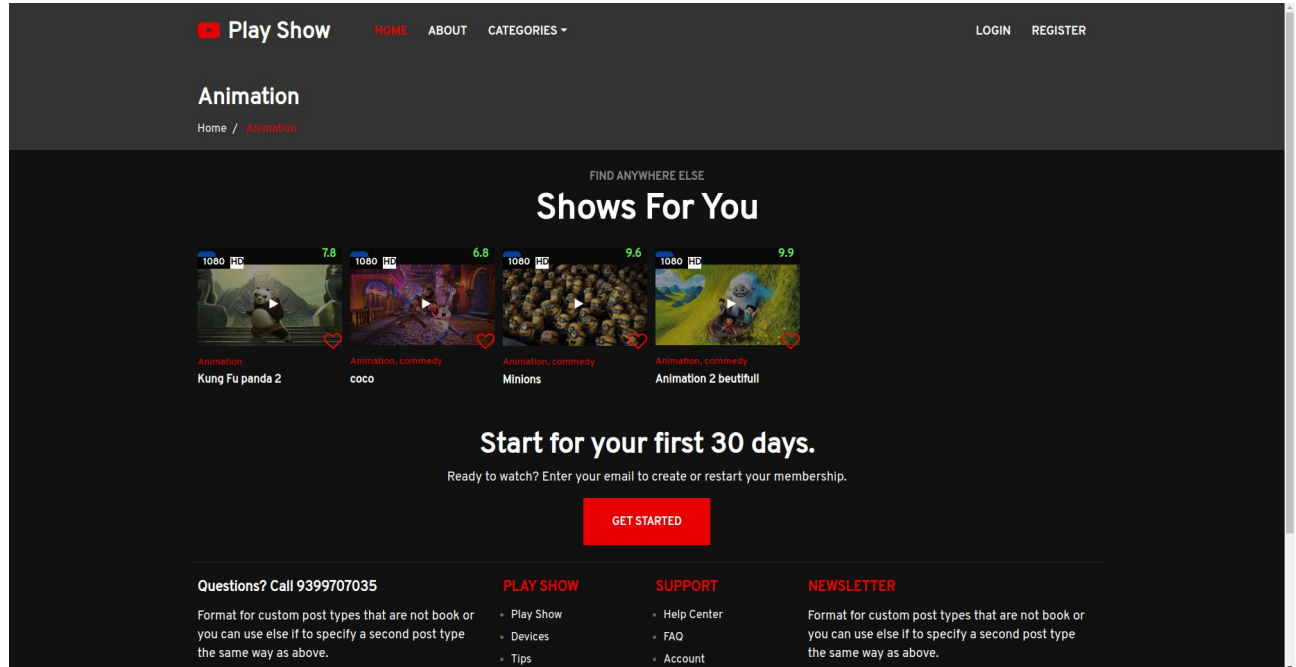 Play Show
HOME ABOUT CATEGORIES
LOGIN REGISTER
Animation
Home / Animation
FIND ANYWHERE ELSE
Shows For You
1080 HD 7.8
1080 HD 6.8
1080 HD 9.6
1080 HD 9.9
Animation
Kung Fu panda 2
Animation, commedy
coco
Animation, commedy
Minions
Animation, commedy
Animation 2 beutifull
Start for your first 30 days.
Ready to watch? Enter your email to create or restart your membership.
GET STARTED
Questions? Call 9399707035
Format for custom post types that are not book or
you can use else if to specify a second post type
the same way as above.
PLAY SHOW
Play Show
Devices
Tips
SUPPORT
Help Center
FAQ
Account
NEWSLETTER
Format for custom post types that are not book or
you can use else if to specify a second post type
the same way as above.